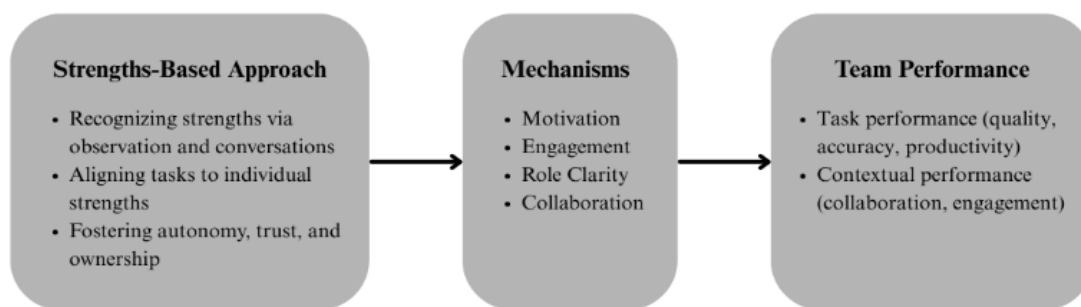 Strengths-Based Approach
• Recognizing strengths via
observation and conversations
• Aligning tasks to individual
strengths
• Fostering autonomy, trust, and
ownership
Mechanisms
• Motivation
• Engagement
• Role Clarity
• Collaboration
Team Performance
• Task performance (quality,
accuracy, productivity)
• Contextual performance
(collaboration, engagement)